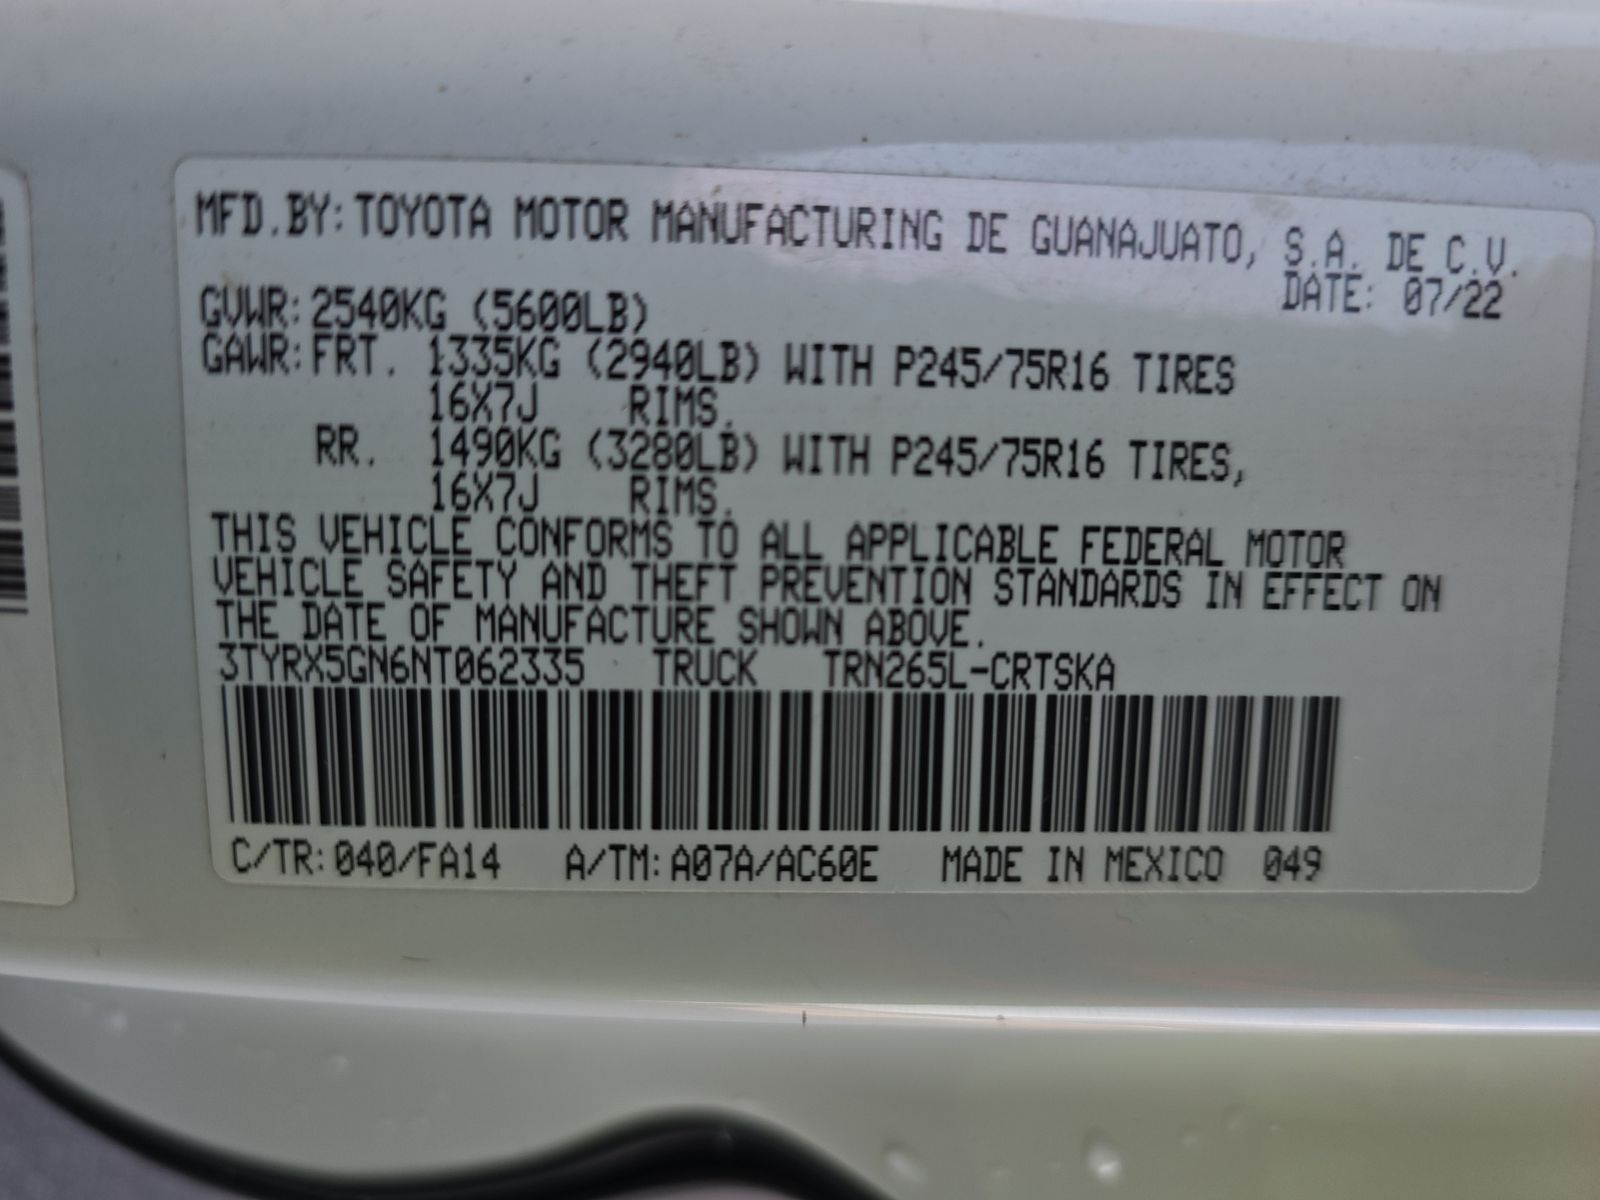 MFD.BY: TOYOTA MOTOR MANUFACTURING DE GUANAJUATO, S.A. DE C.V.
DATE: 07/22
GVWR: 2540KG (5600LB)
GAWR: FRT. 1335KG (2940LB) WITH P245/75R16 TIRES
16X7J RIMS.
RR. 1490KG (3280LB) WITH P245/75R16 TIRES,
16X7J RIMS.
THIS VEHICLE CONFORMS TO ALL APPLICABLE FEDERAL MOTOR
VEHICLE SAFETY AND THEFT PREVENTION STANDARDS IN EFFECT ON
THE DATE OF MANUFACTURE SHOWN ABOVE.
3TYRX5GN6NT062335 TRUCK TRN265L-CRTSKA
C/TR: 040/FA14 A/TM: A07A/AC60E MADE IN MEXICO 049